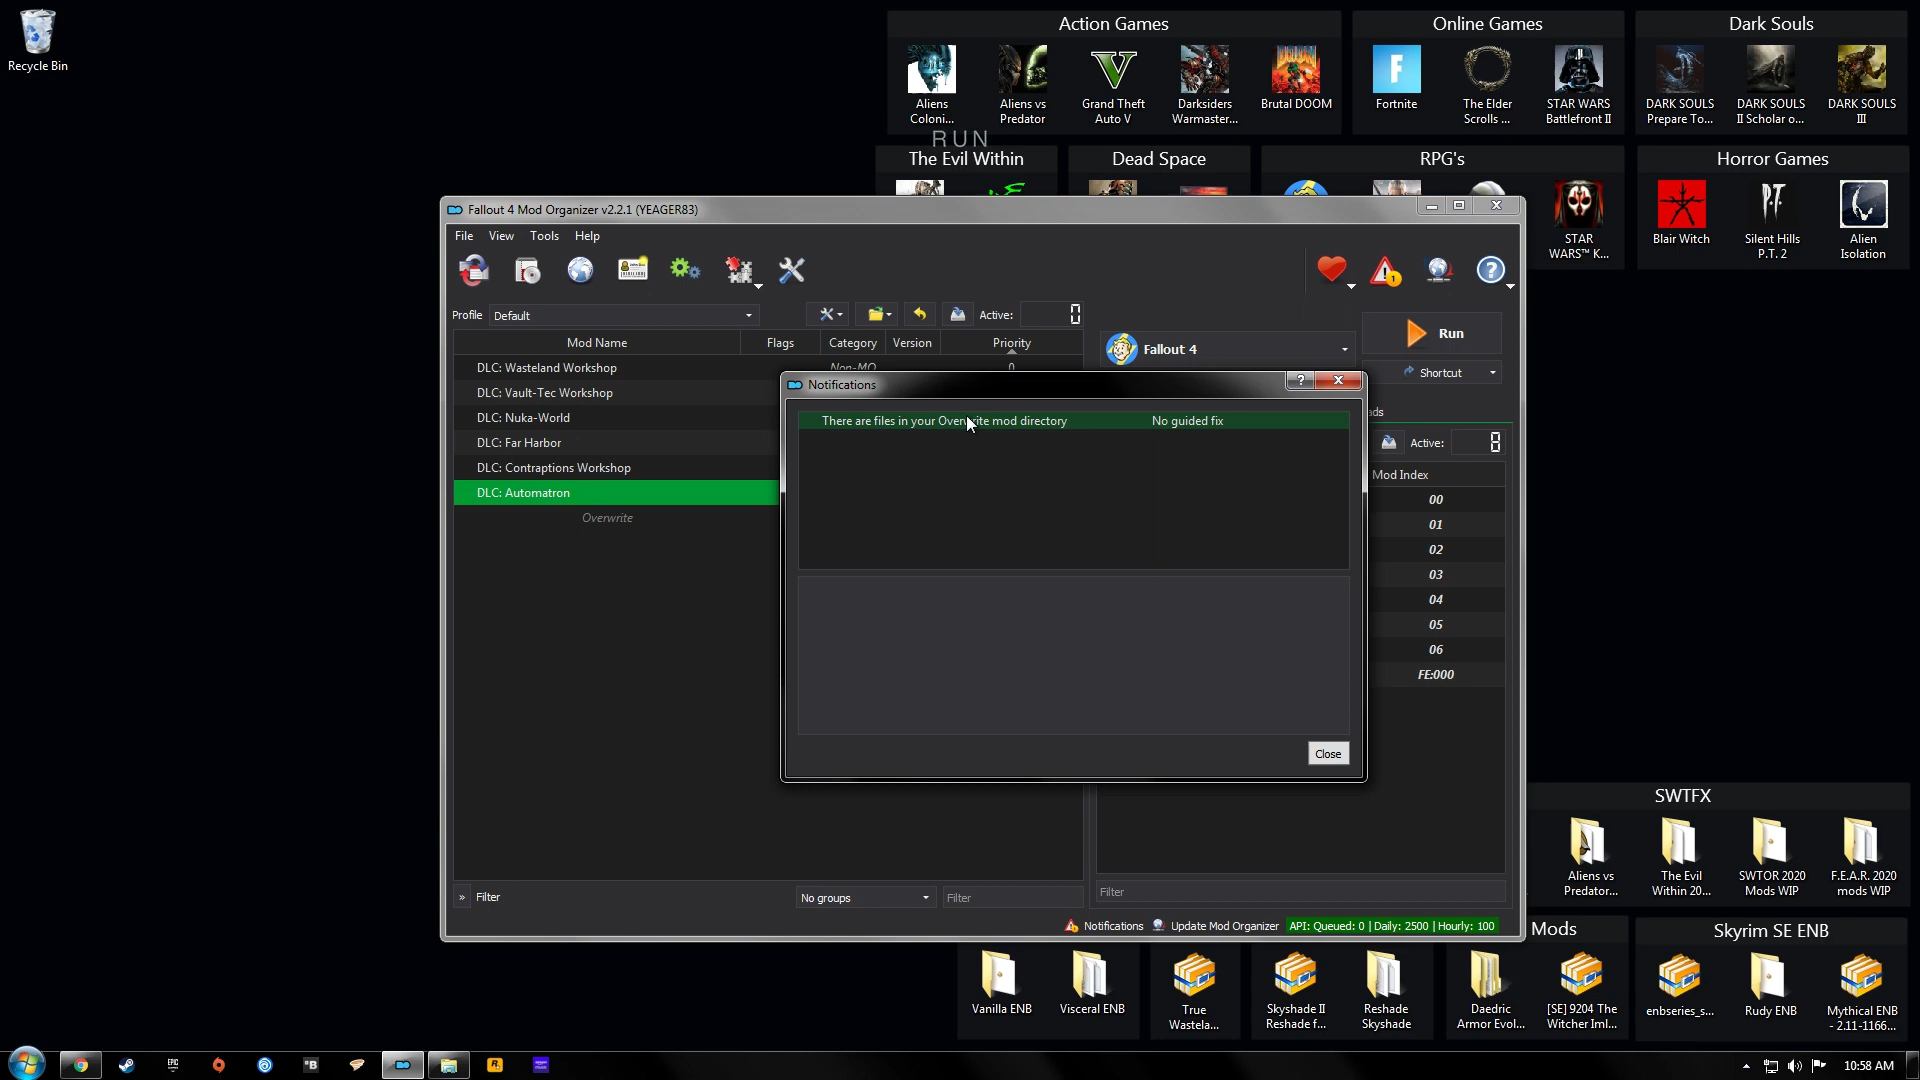 Recycle Bin
Action Games
Aliens
Coloni...
Aliens vs
Predator
Grand Theft
Auto V
Darksiders
Warmaster...
Brutal DOOM
Online Games
Fortnite
The Elder
Scrolls ...
STAR WARS
Battlefront II
Dark Souls
DARK SOULS
Prepare To...
DARK SOULS
II Scholar o...
DARK SOULS
III
RUN
The Evil Within
Dead Space
RPG's
STAR
WARS™ K...
Horror Games
Blair Witch
P.T.
Silent Hills
P.T. 2
Alien
Isolation
Fallout 4 Mod Organizer v2.2.1 (YEAGER83)
File View Tools Help
Profile Default Active: 0
Mod Name Flags Category Version Priority
DLC: Wasteland Workshop Non-MO 0
DLC: Vault-Tec Workshop
DLC: Nuka-World
DLC: Far Harbor
DLC: Contraptions Workshop
DLC: Automatron
Overwrite
Fallout 4
Run
Shortcut
ads
Active: 8
Mod Index
00
01
02
03
04
05
06
FE:000
Notifications
There are files in your Overwrite mod directory No guided fix
Close
» Filter No groups Filter
Filter
Notifications Update Mod Organizer API: Queued: 0 | Daily: 2500 | Hourly: 100
SWTFX
Aliens vs
Predator...
The Evil
Within 20...
SWTOR 2020
Mods WIP
F.E.A.R. 2020
mods WIP
Mods
Skyrim SE ENB
Vanilla ENB
Visceral ENB
True
Wastela...
Skyshade II
Reshade f...
Reshade
Skyshade
Daedric
Armor Evol...
[SE] 9204 The
Witcher Iml...
enbseries_s...
Rudy ENB
Mythical ENB
- 2.11-1166...
EPIC
10:58 AM